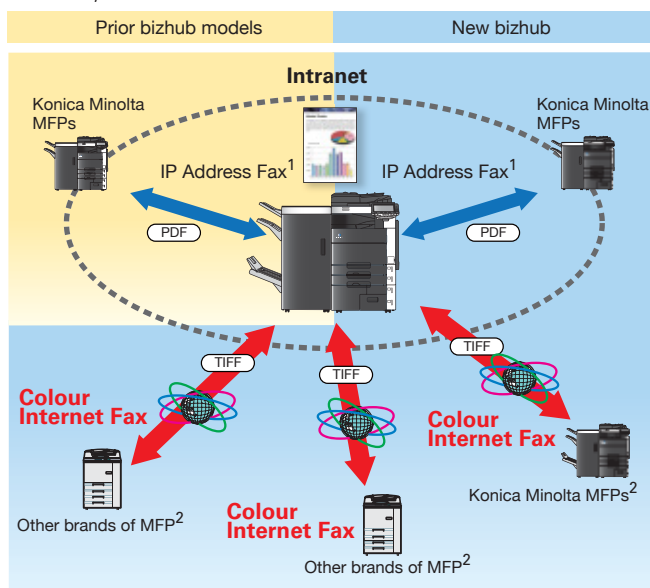 Prior bizhub models
New bizhub
Intranet
Konica Minolta
MFPs
Konica Minolta
MFPs
IP Address Fax1
IP Address Fax1
PDF
PDF
TIFF
TIFF
TIFF
Colour
Internet Fax
Colour
Internet Fax
Colour
Internet Fax
Other brands of MFP2
Other brands of MFP2
Konica Minolta MFPs2